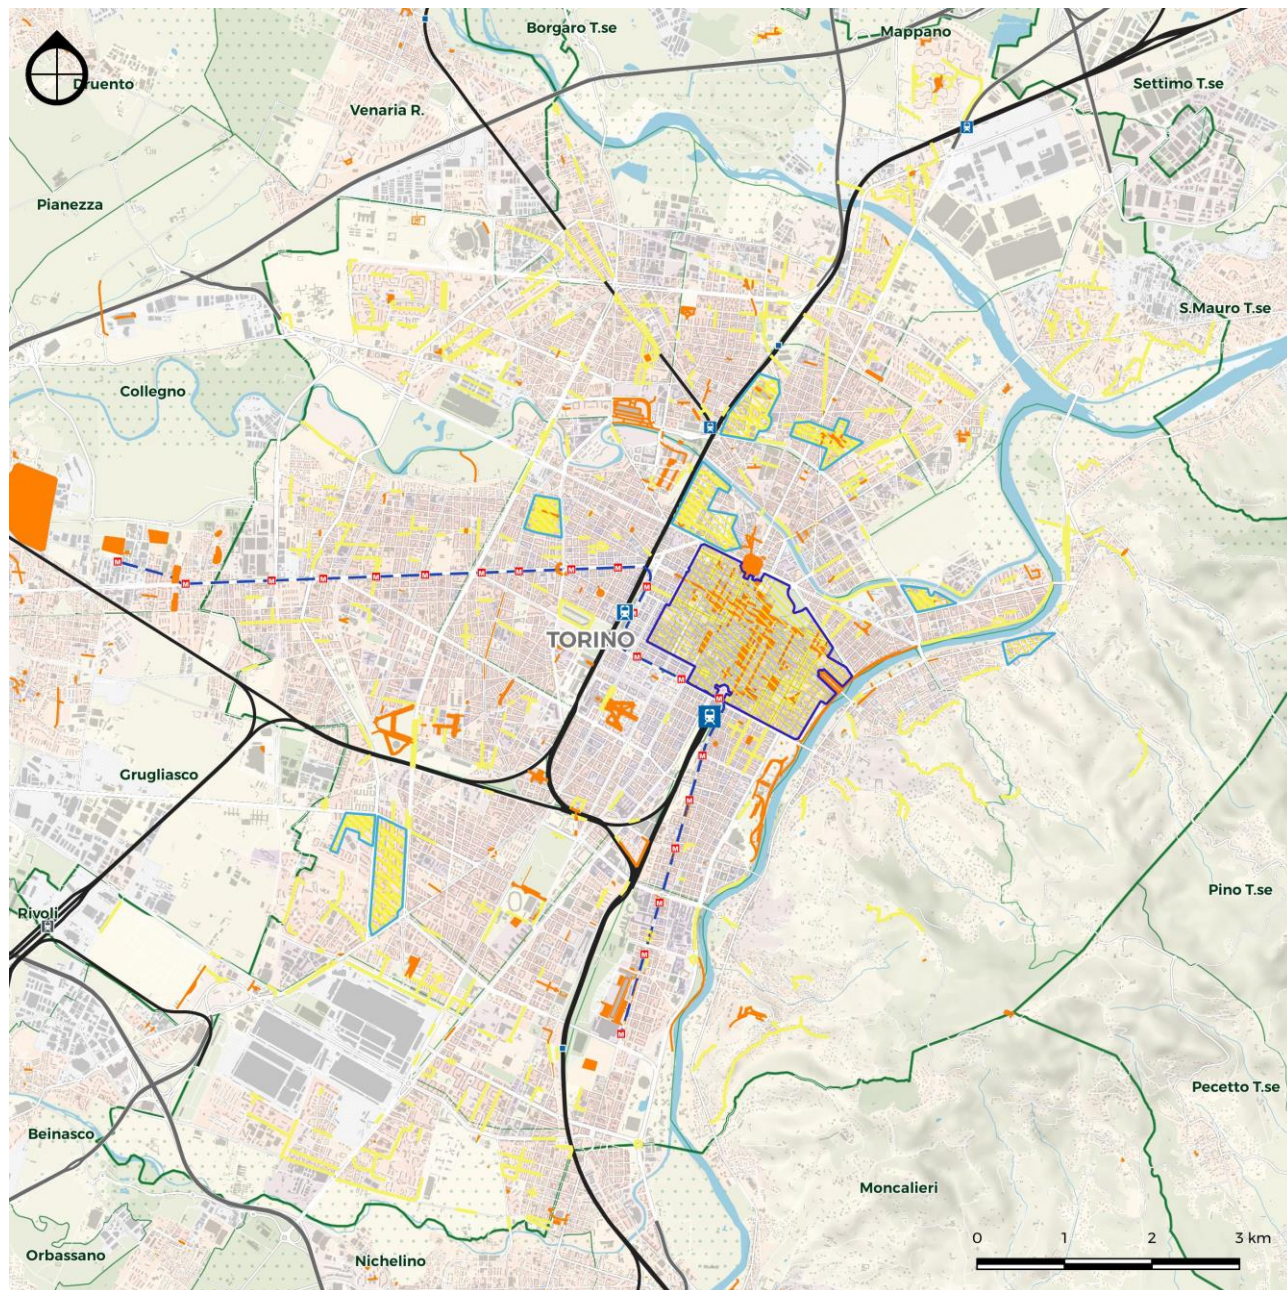 Borgaro T.se
Mappano
Druento
Settimo T.se
Venaria R.
Pianezza
S.Mauro T.se
Collegno
M
M
M
M
M
M
M
M
M
M
M
TORINO
M
M
M
M
Grugliasco
M
M
Pino T.se
Rivoli
M
M
M
Pecetto T.se
Beinasco
Moncalieri
0 1 2 3 km
Orbassano
Nichelino